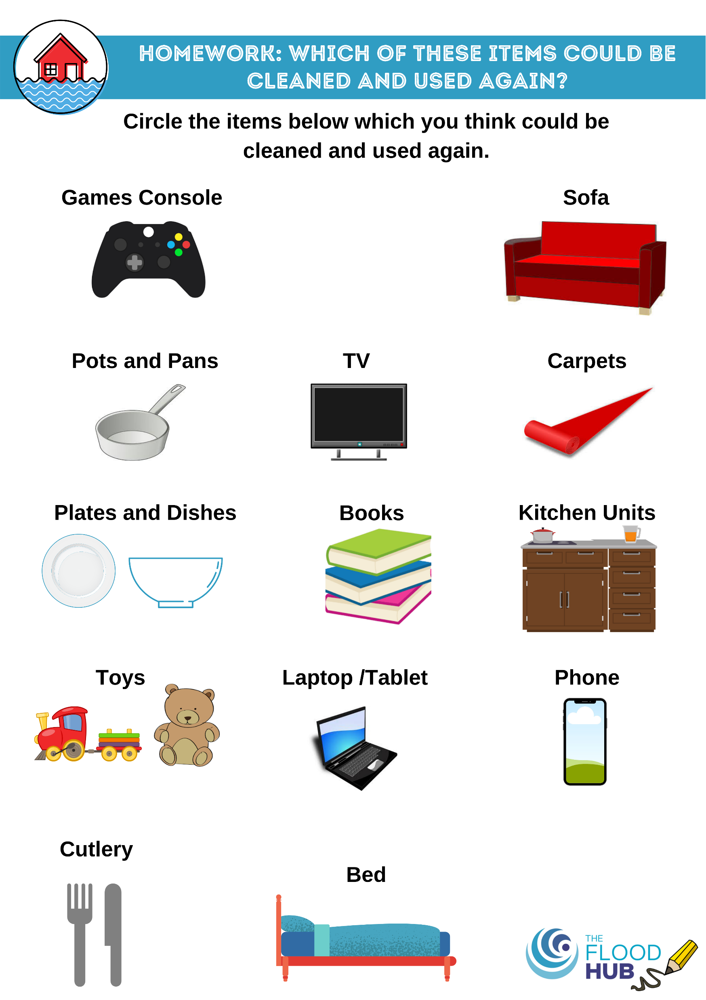 HOMEWORK: WHICH OF THESE ITEMS COULD BE
CLEANED AND USED AGAIN?
Circle the items below which you think could be
cleaned and used again.
Games Console
Sofa
Pots and Pans
TV
Carpets
Plates and Dishes
Books
Kitchen Units
Toys
Laptop /Tablet
Phone
Cutlery
Bed
THE
FLOOD
HUB